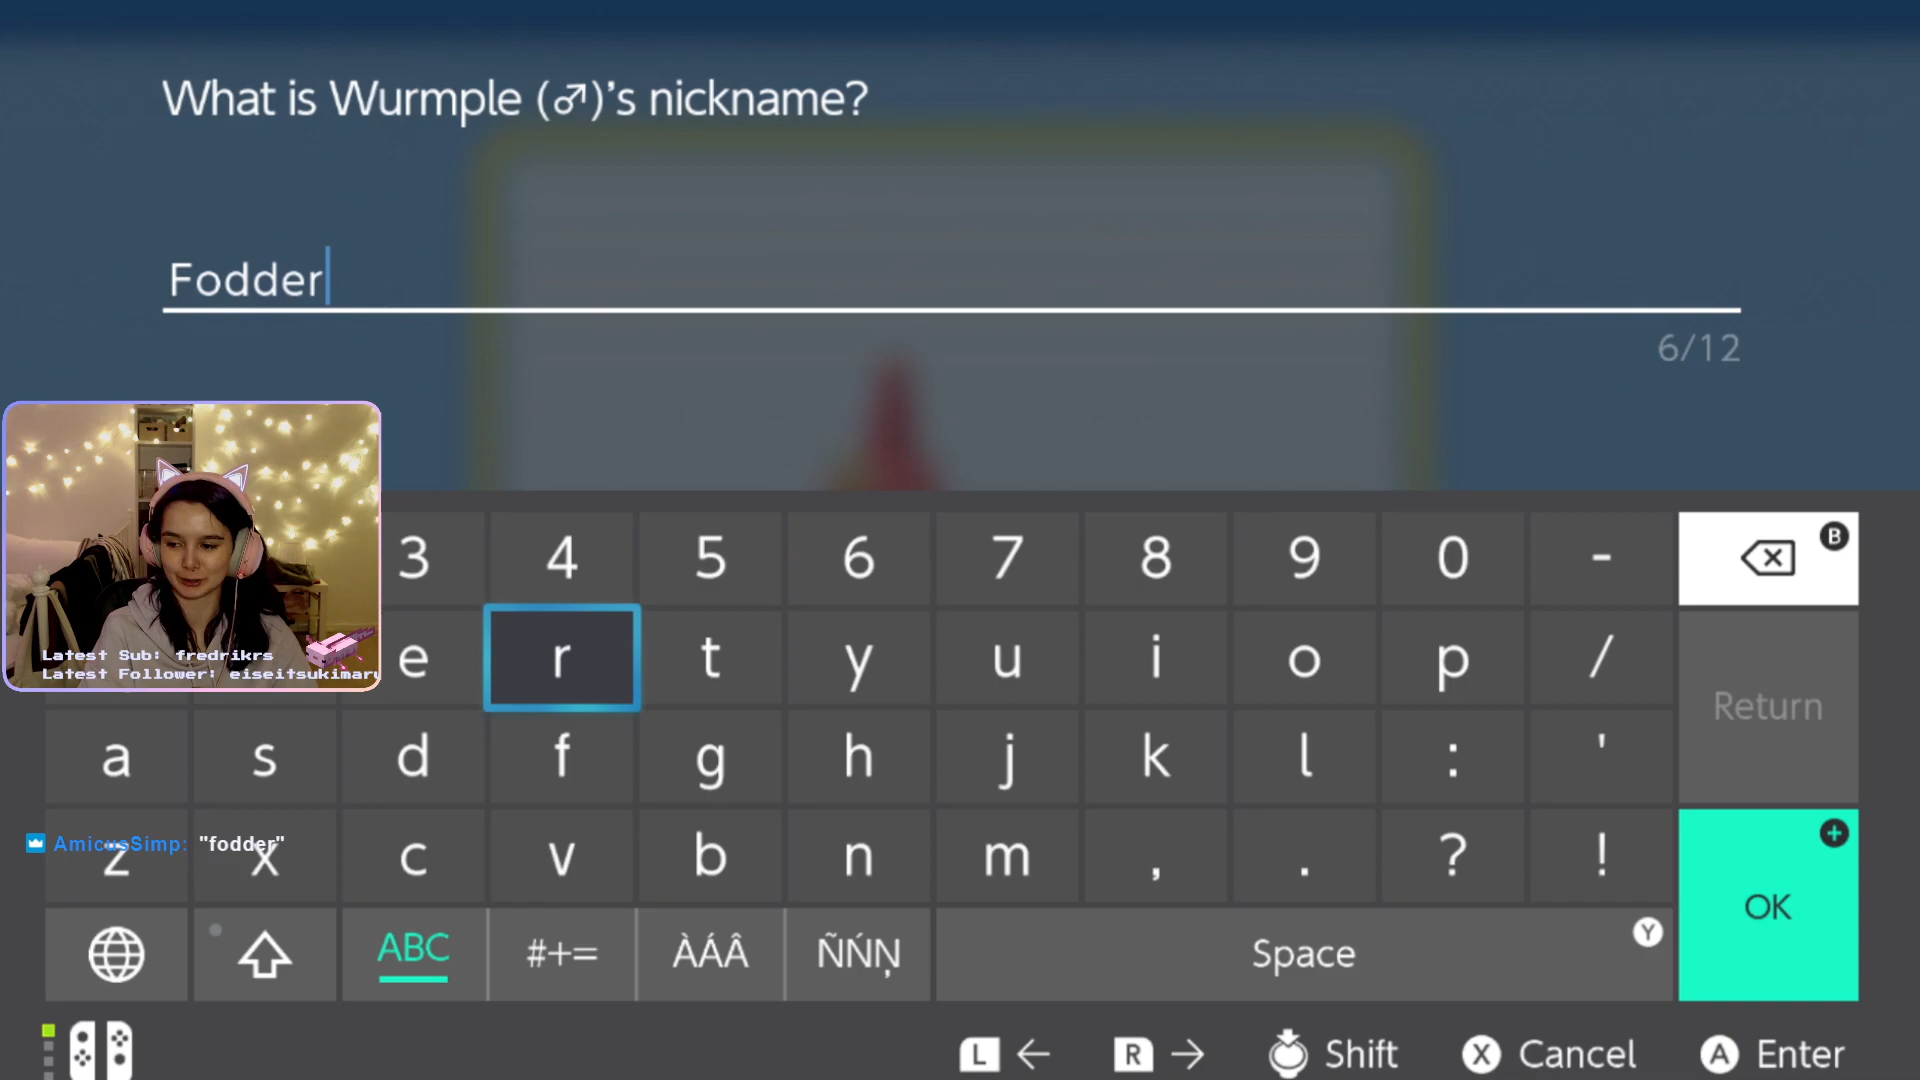 What is Wurmple (♂)’s nickname?
Fodder
6/12
3 4 5 6 7 8 9 0 - B
e r t y u i o p / Return
Latest Sub: fredrikrs
Latest Follower: eiseitsukimaru
a s d f g h j k l : '
AmicusSimp: "fodder"
z x c v b n m , . ? ! + OK
ABC #+= ÀÁÂ ÑŃŅ Space Y
L ← R → Shift X Cancel A Enter